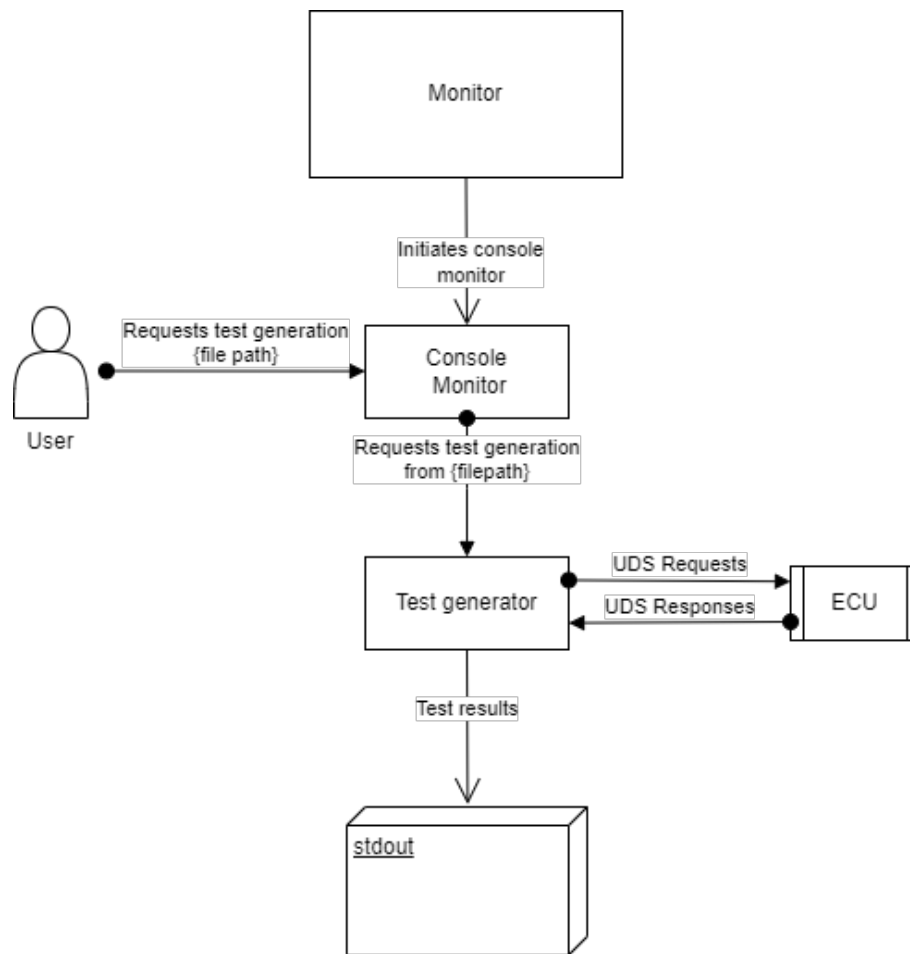 Monitor
Initiates console
monitor
Requests test generation
{file path}
Console
Monitor
User
Requests test generation
from {filepath}
UDS Requests
Test generator
UDS Responses
ECU
Test results
stdout